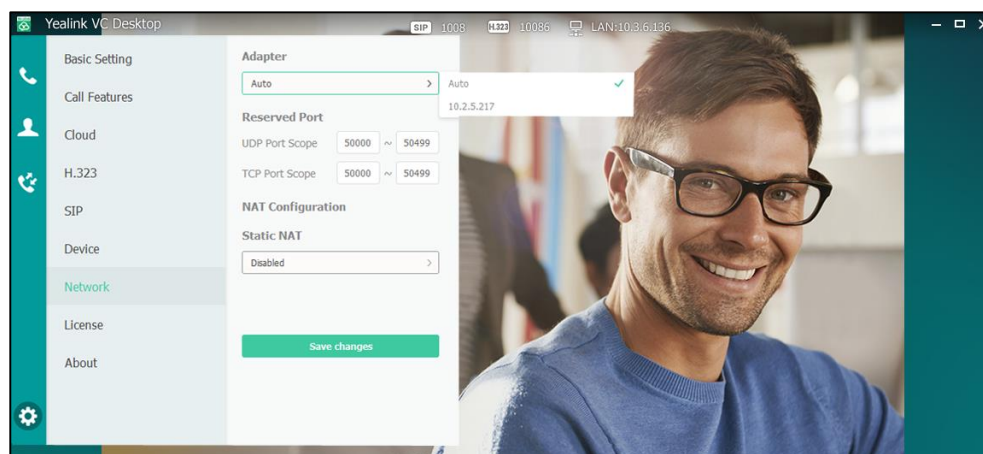 Yealink VC Desktop
SIP 1008 H.323 10086 LAN:10.3.6.136
Basic Setting
Call Features
Cloud
H.323
SIP
Device
Network
License
About
Adapter
Auto
Auto
10.2.5.217
Reserved Port
UDP Port Scope 50000 ~ 50499
TCP Port Scope 50000 ~ 50499
NAT Configuration
Static NAT
Disabled
Save changes